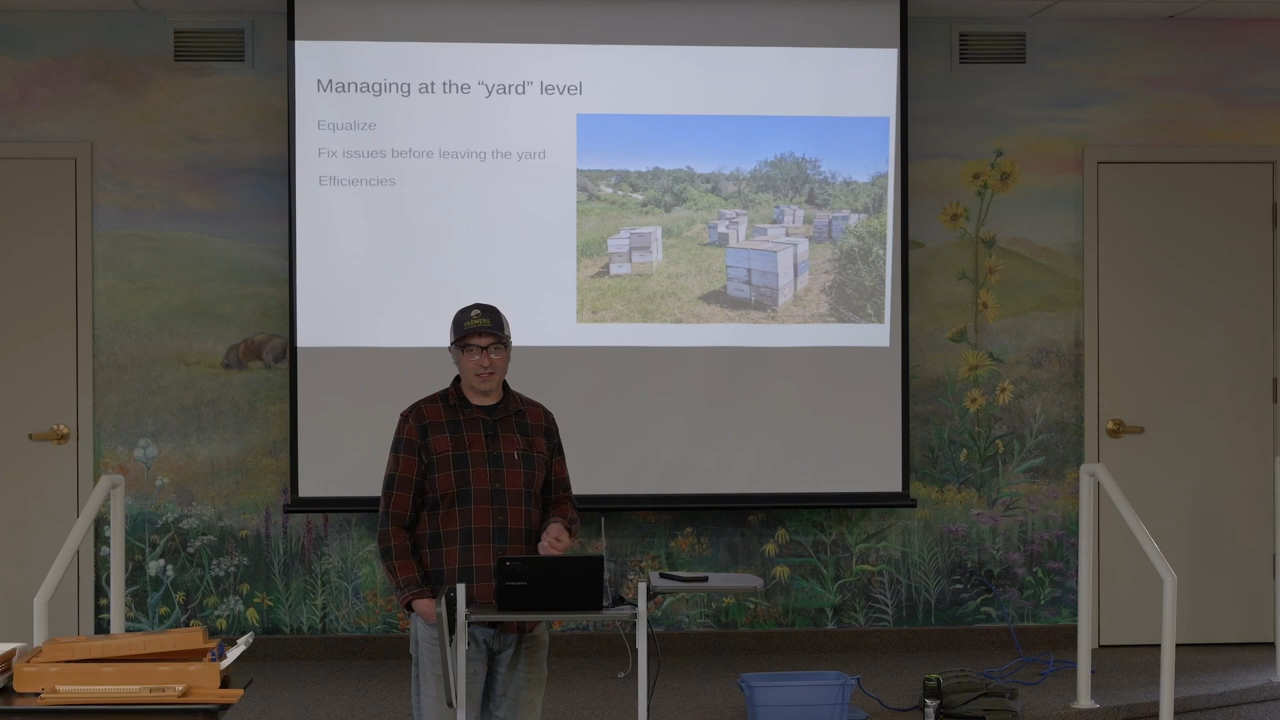 Managing at the “yard” level
Equalize
Fix issues before leaving the yard
Efficiencies
FARMERS
SAMSUNG